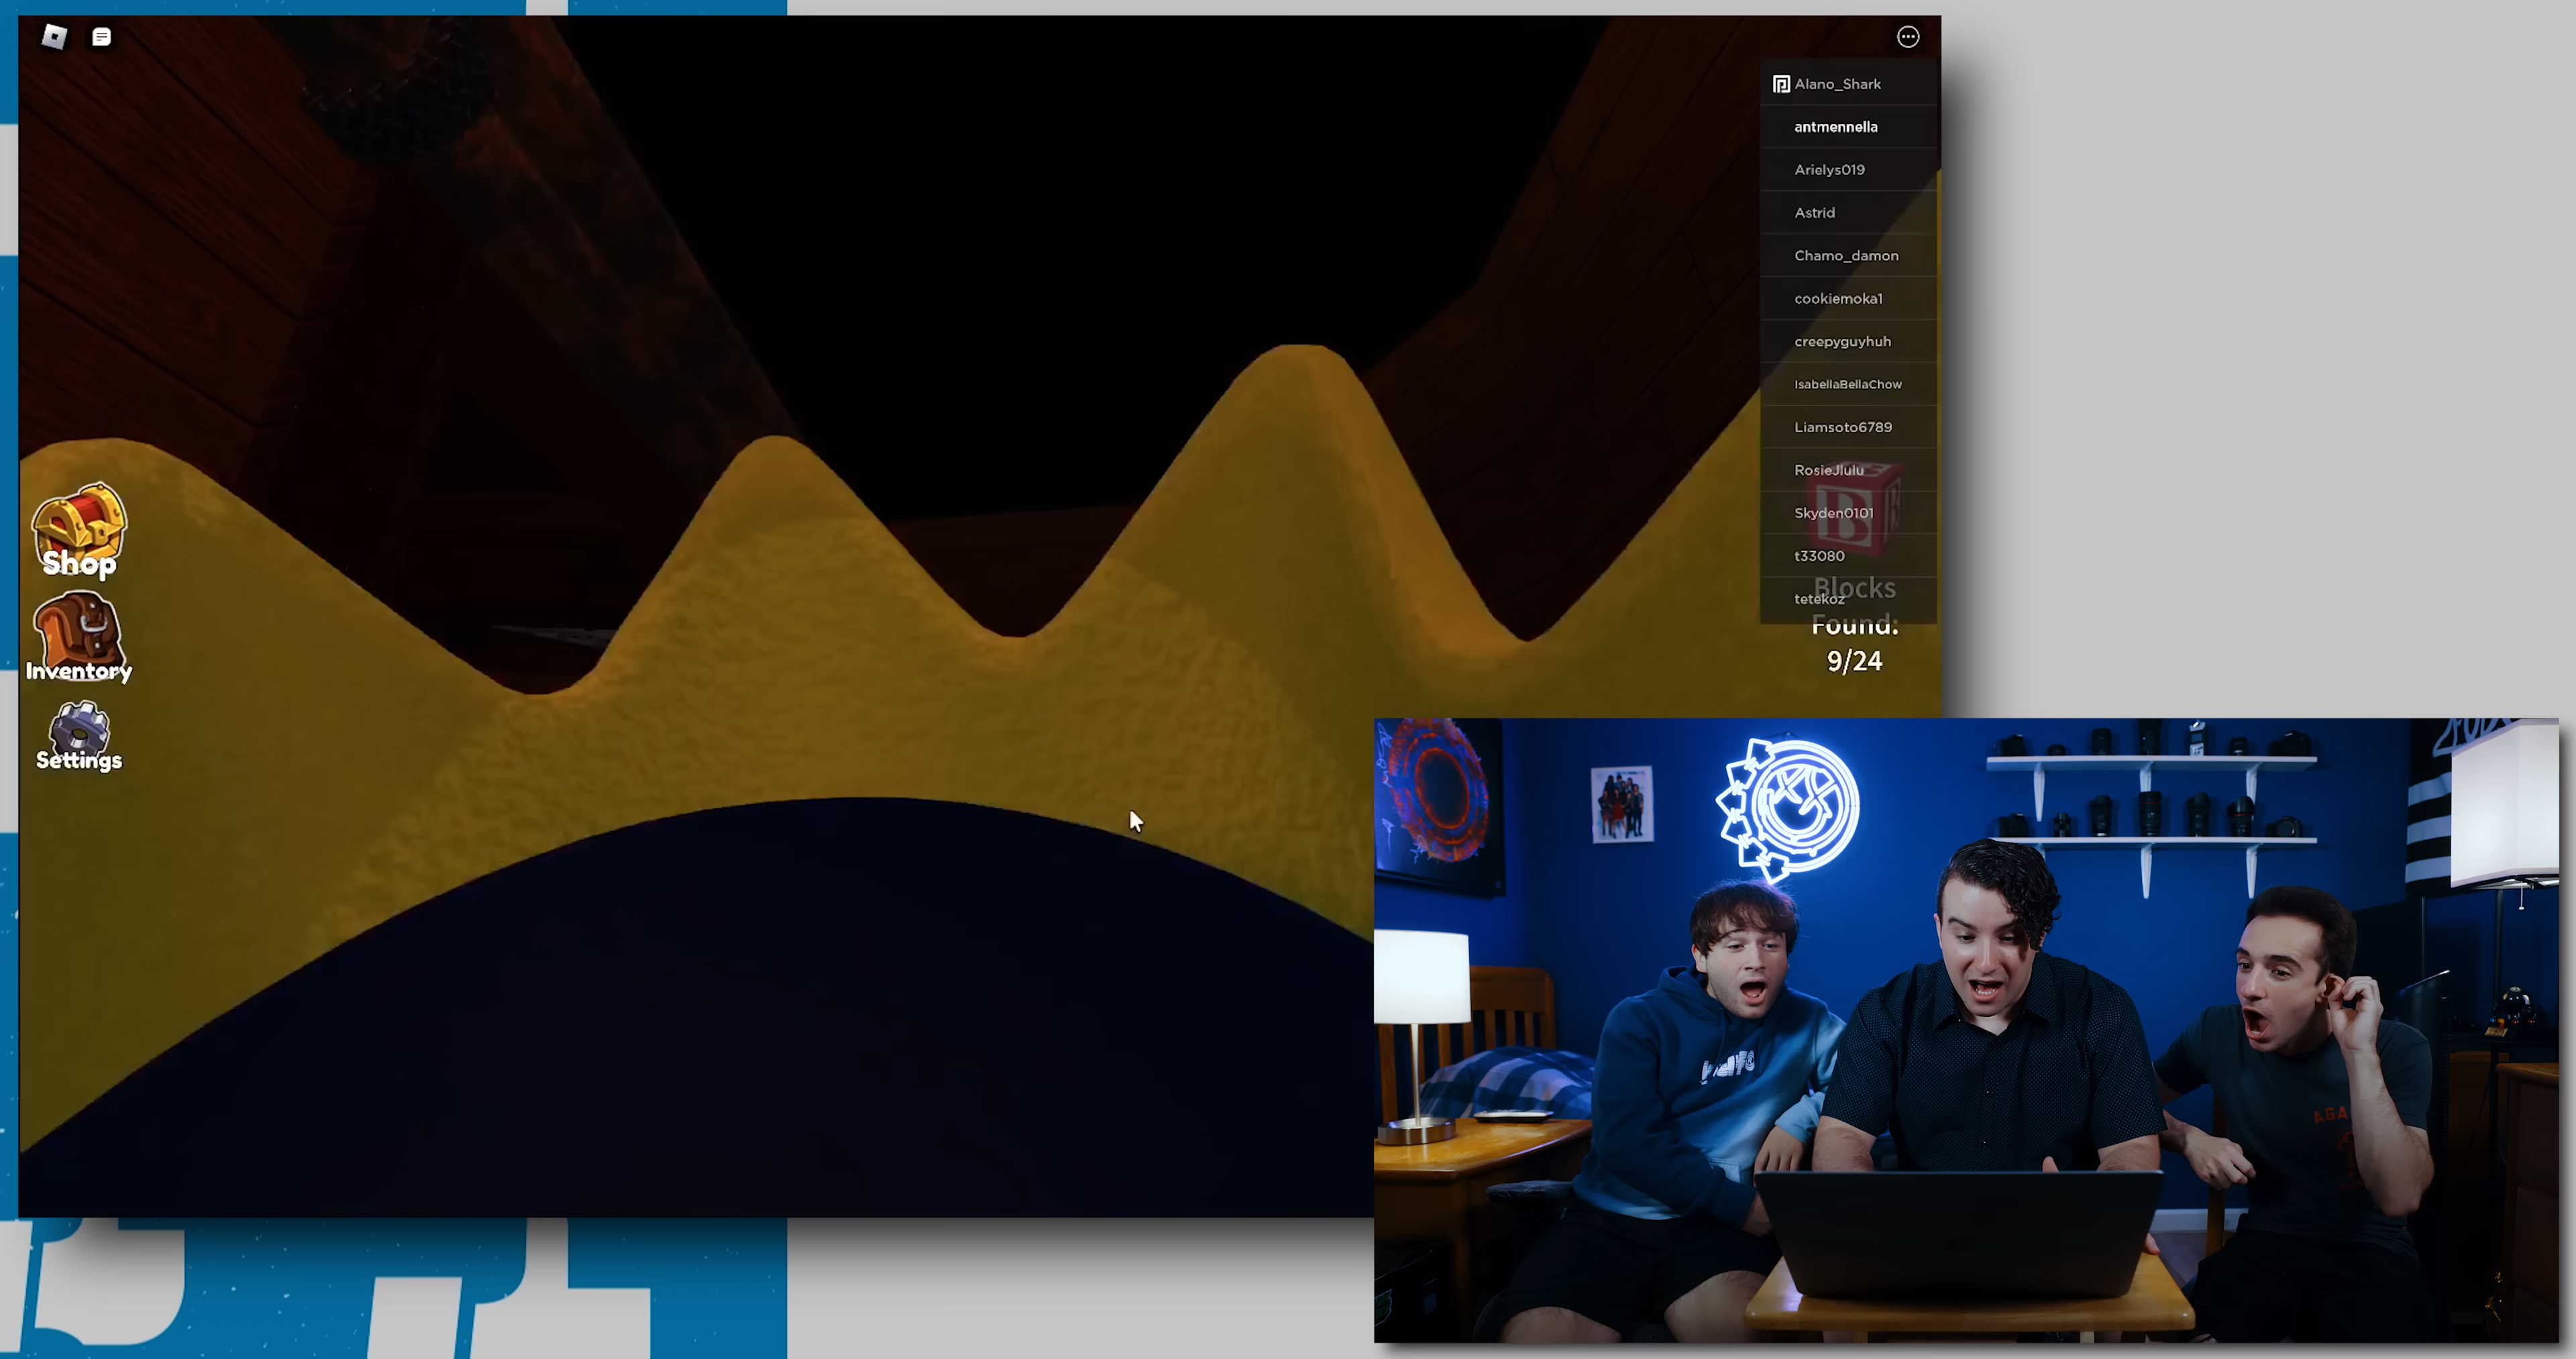 Alano_Shark
antmennella
Arielys019
Astrid
Chamo_damon
cookiemoka1
creepyguyhuh
IsabellaBellaChow
Liamsoto6789
RosieJlulu
Skyden0101
t33080
tetekoz
B
Blocks
Found:
9/24
Shop
Inventory
Settings
AGA